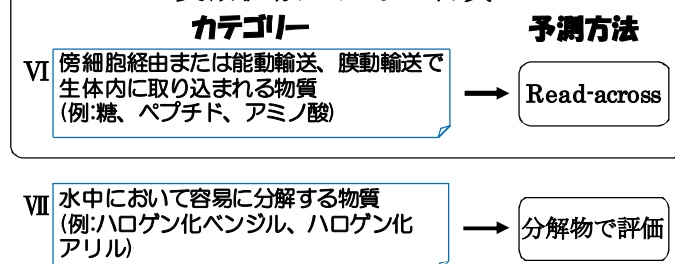 カテゴリー 予測方法
Ⅵ 傍細胞経由または能動輸送、膜動輸送で
生体内に取り込まれる物質
(例:糖、ペプチド、アミノ酸)
Read-across
Ⅶ 水中において容易に分解する物質
(例:ハロゲン化ベンジル、ハロゲン化
アリル)
分解物で評価